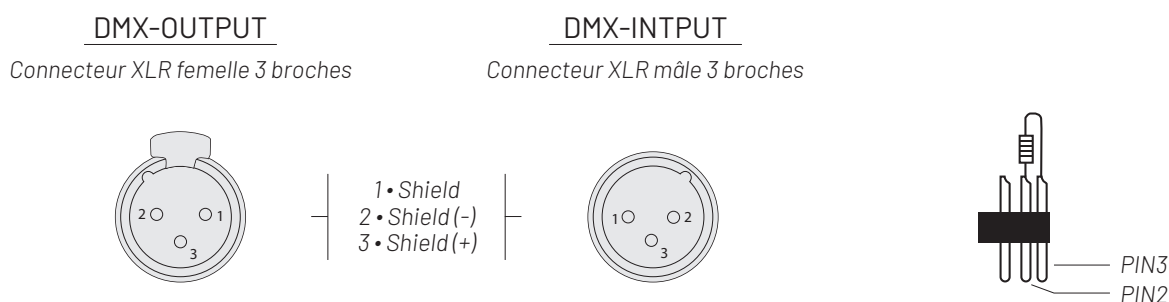 DMX-OUTPUT
Connecteur XLR femelle 3 broches
DMX-INTPUT
Connecteur XLR mâle 3 broches
2
1
3
1 • Shield
2 • Shield (-)
3 • Shield (+)
1
2
3
PIN3
PIN2